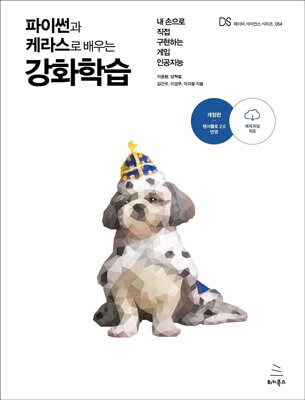 파이썬과
케라스로 배우는
강화학습
내 손으로
직접
구현하는
게임
인공지능
이웅원, 양혁렬,
김건우, 이영무, 이의령 지음
DS 데이터 사이언스 시리즈_054
개정판
텐서플로 2.0
반영
예제 파일
제공
위키북스